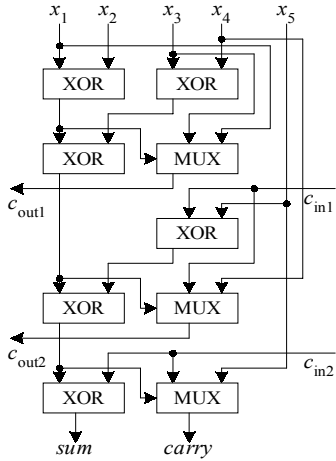 x1 x2 x3 x4 x5
XOR XOR
XOR MUX
cout1 cin1
XOR
XOR MUX
cout2 cin2
XOR MUX
sum carry